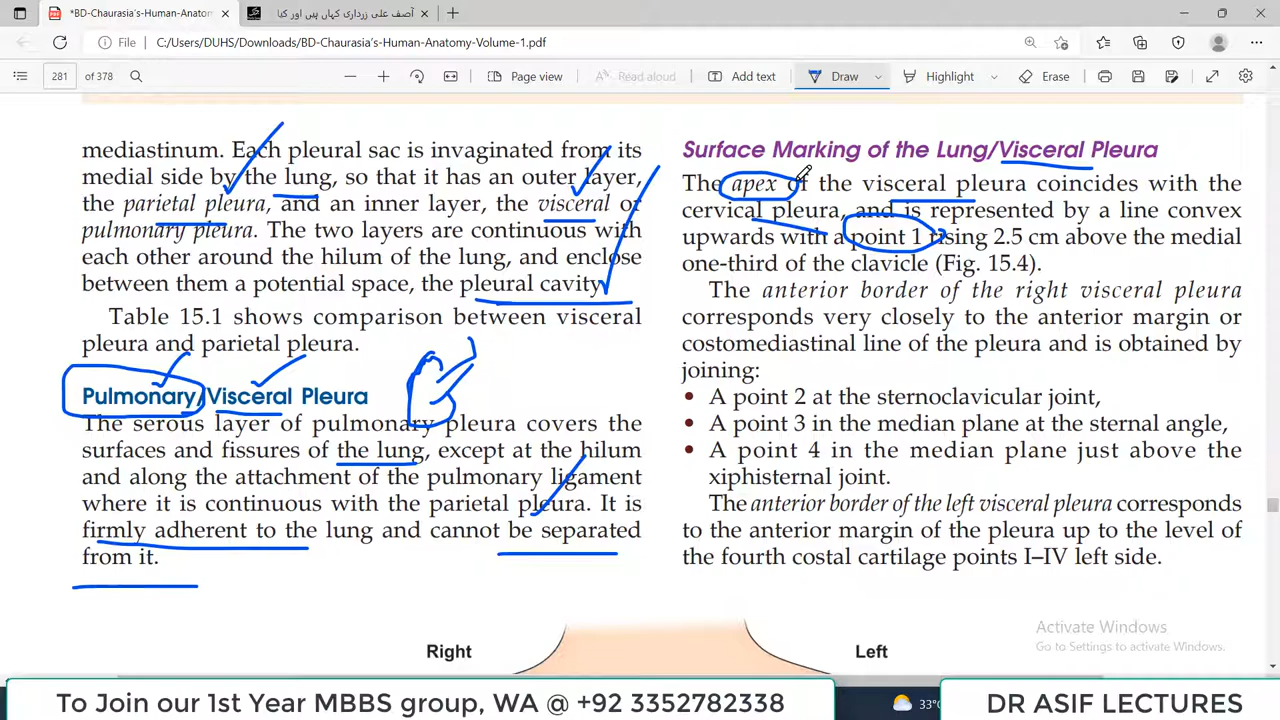 *BD-Chaurasia's-Human-Anatom
آصف علی زرداری کہاں ہیں اور کیا
File
C:/Users/DUHS/Downloads/BD-Chaurasia's-Human-Anatomy-Volume-1.pdf
281 of 378
Page view
Read aloud
Add text
Draw
Highlight
Erase
mediastinum. Each pleural sac is invaginated from its
medial side by the lung, so that it has an outer layer,
the parietal pleura, and an inner layer, the visceral or
pulmonary pleura. The two layers are continuous with
each other around the hilum of the lung, and enclose
between them a potential space, the pleural cavity.
Table 15.1 shows comparison between visceral
pleura and parietal pleura.
Pulmonary/Visceral Pleura
The serous layer of pulmonary pleura covers the
surfaces and fissures of the lung, except at the hilum
and along the attachment of the pulmonary ligament
where it is continuous with the parietal pleura. It is
firmly adherent to the lung and cannot be separated
from it.
Surface Marking of the Lung/Visceral Pleura
The apex of the visceral pleura coincides with the
cervical pleura, and is represented by a line convex
upwards with a point 1 rising 2.5 cm above the medial
one-third of the clavicle (Fig. 15.4).
The anterior border of the right visceral pleura
corresponds very closely to the anterior margin or
costomediastinal line of the pleura and is obtained by
joining:
• A point 2 at the sternoclavicular joint,
• A point 3 in the median plane at the sternal angle,
• A point 4 in the median plane just above the
xiphisternal joint.
The anterior border of the left visceral pleura corresponds
to the anterior margin of the pleura up to the level of
the fourth costal cartilage points I–IV left side.
Right
Left
Activate Windows
Go to Settings to activate Windows.
To Join our 1st Year MBBS group, WA @ +92 3352782338
33°
DR ASIF LECTURES